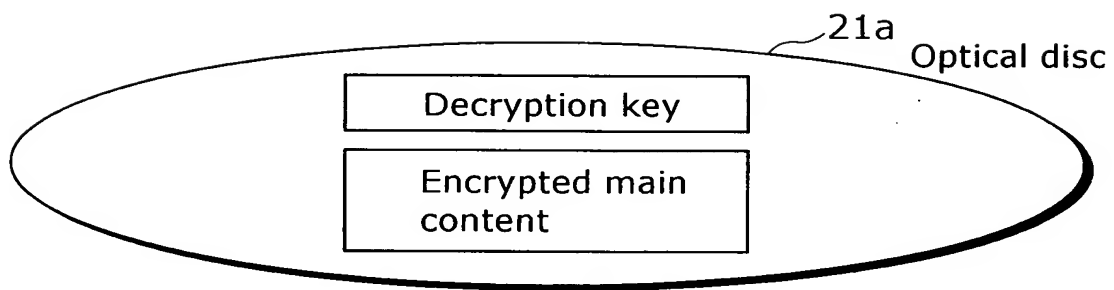 21a
Optical disc
Decryption key
Encrypted main
content